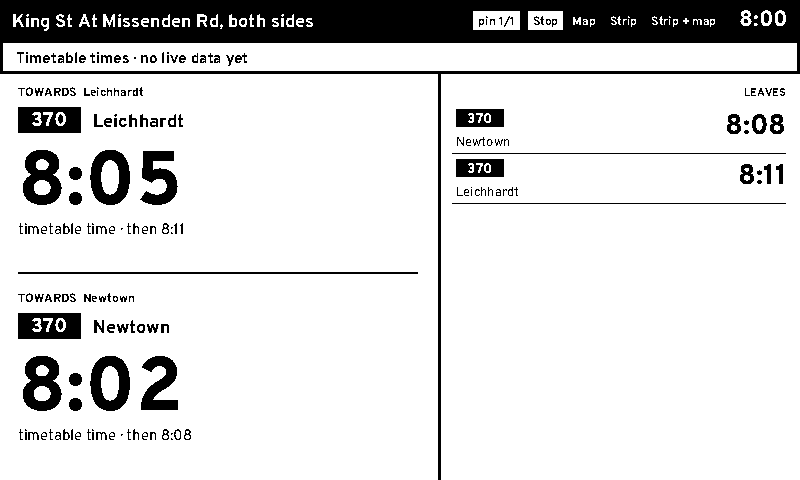 King St At Missenden Rd, both sides
pin 1/1 Stop Map Strip Strip + map 8:00
Timetable times · no live data yet
TOWARDS Leichhardt
370 Leichhardt
8:05
timetable time · then 8:11
TOWARDS Newtown
370 Newtown
8:02
timetable time · then 8:08
LEAVES
370 8:08
Newtown
370 8:11
Leichhardt